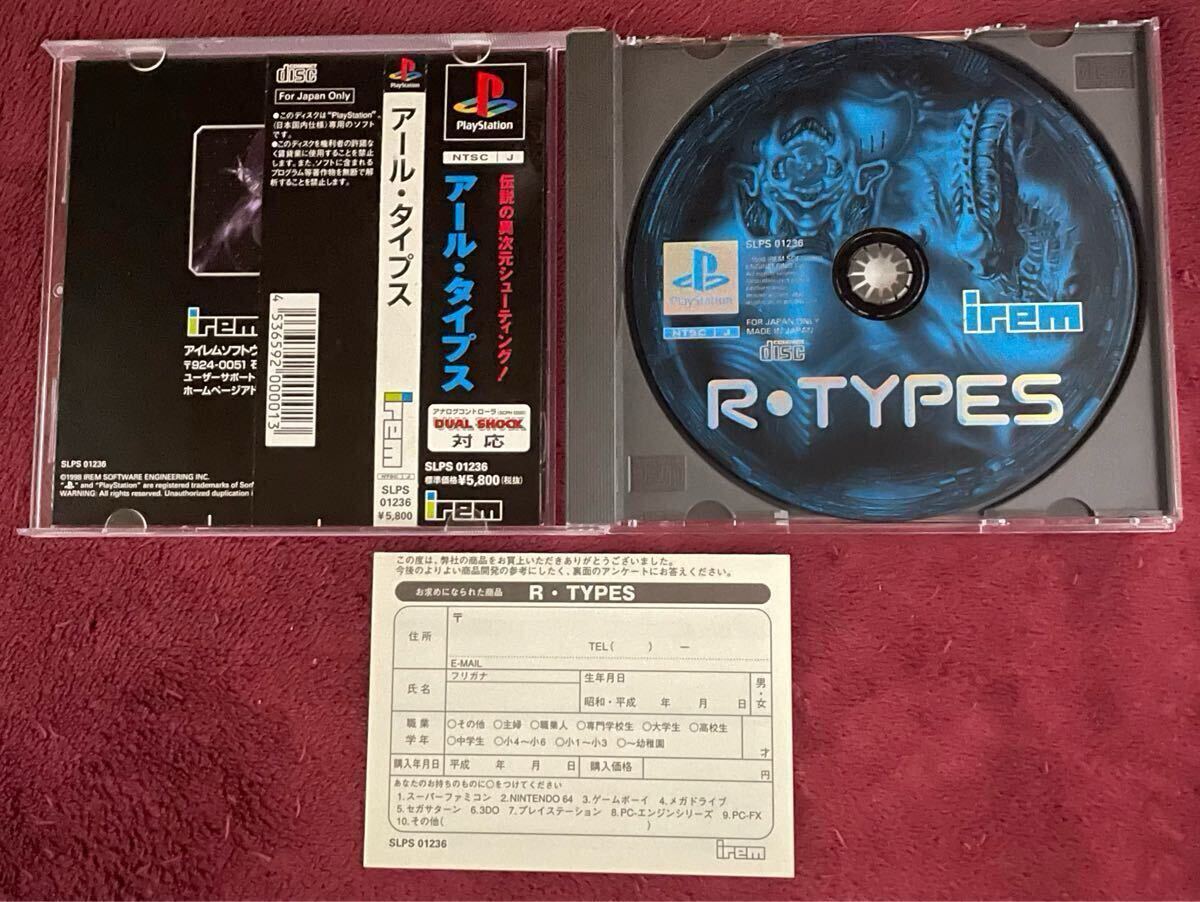 COMPACT
disc
For Japan Only
●このディスクは"PlayStation"
(日本国内仕様)専用のソフト
です。
●このディスクを権利者の許諾な
く賃貸業に使用することを禁止
します。また、ソフトに含まれる
プログラム等著作物を無断で解
析することを禁止します。
irem
アイレムソフトウ
〒924-0051
ユーザーサポート
ホームページアド
4 536592 000013
SLPS 01236
©1998 IREM SOFTWARE ENGINEERING INC.
and "PlayStation" are registered trademarks of Son
WARNING: All rights reserved. Unauthorized duplication
PlayStation
アール・タイプス
irem
NTSC J
SLPS
01236
¥5,800
PlayStation
NTSC J
伝説の異次元シューティング!
アール・タイプス
アナログコントローラ
DUAL SHOCK
対応
SLPS 01236
標準価格¥5,800(税抜)
irem
SLPS 01236
PlayStation
NTSC J
FOR JAPAN ONLY
MADE IN JAPAN
COMPACT
disc
irem
R・TYPES
この度は、弊社の商品をお買上いただきありがとうございました。
今後のよりよい商品開発の参考にしたく、裏面のアンケートにお答えください。
お求めになられた商品 R・TYPES
住所 〒
TEL( ) ー
E-MAIL
氏名 フリガナ 生年月日 男・女
昭和・平成 年 月 日
職業 ○その他 ○主婦 ○職業人 ○専門学校生 ○大学生 ○高校生
学年 ○中学生 ○小4〜小6 ○小1〜小3 ○〜幼稚園 才
購入年月日 平成 年 月 日 購入価格 円
あなたのお持ちのものに○をつけてください
1.スーパーファミコン 2.NINTENDO 64 3.ゲームボーイ 4.メガドライブ
5.セガサターン 6.3DO 7.プレイステーション 8.PC-エンジンシリーズ 9.PC-FX
10.その他( )
SLPS 01236
irem